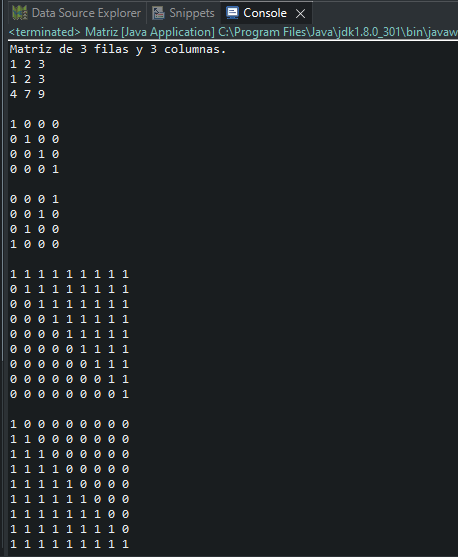 Data Source Explorer Snippets Console
<terminated> Matriz [Java Application] C:\Program Files\Java\jdk1.8.0_301\bin\javaw
Matriz de 3 filas y 3 columnas.
1 2 3
1 2 3
4 7 9
1 0 0 0
0 1 0 0
0 0 1 0
0 0 0 1
0 0 0 1
0 0 1 0
0 1 0 0
1 0 0 0
1 1 1 1 1 1 1 1 1
0 1 1 1 1 1 1 1 1
0 0 1 1 1 1 1 1 1
0 0 0 1 1 1 1 1 1
0 0 0 0 1 1 1 1 1
0 0 0 0 0 1 1 1 1
0 0 0 0 0 0 1 1 1
0 0 0 0 0 0 0 1 1
0 0 0 0 0 0 0 0 1
1 0 0 0 0 0 0 0 0
1 1 0 0 0 0 0 0 0
1 1 1 0 0 0 0 0 0
1 1 1 1 0 0 0 0 0
1 1 1 1 1 0 0 0 0
1 1 1 1 1 1 0 0 0
1 1 1 1 1 1 1 0 0
1 1 1 1 1 1 1 1 0
1 1 1 1 1 1 1 1 1